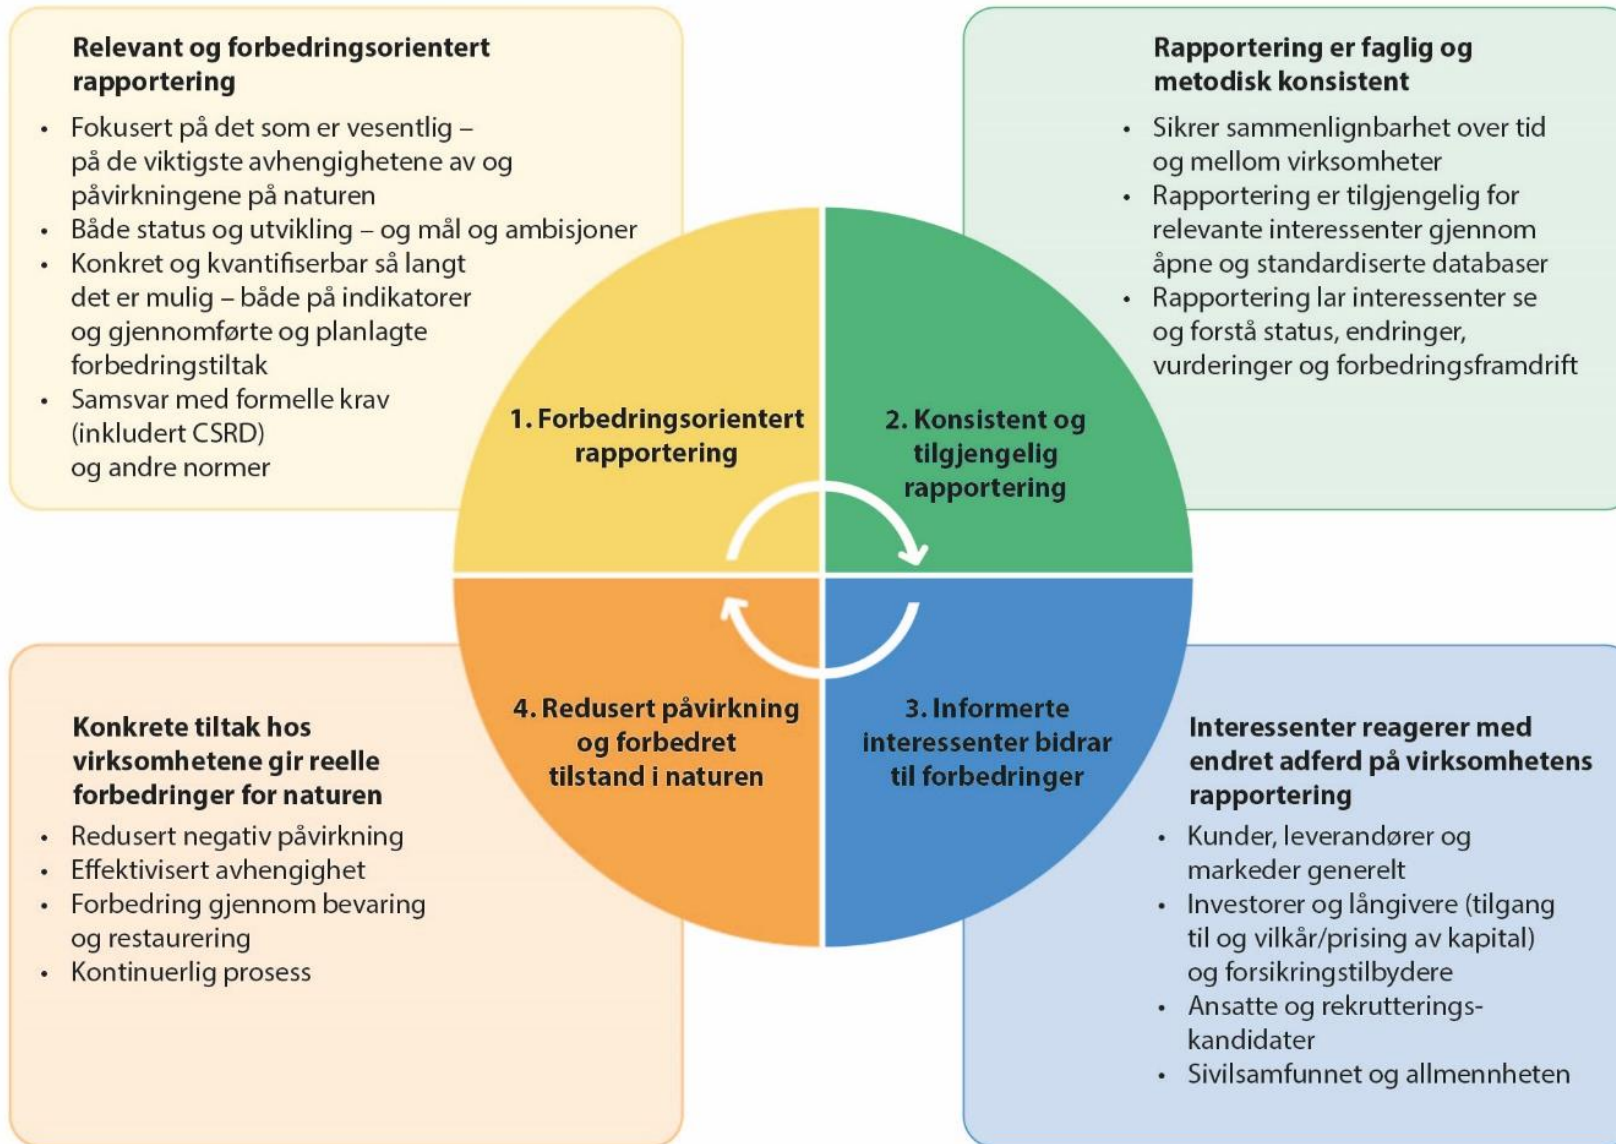 Relevant og forbedringsorientert
rapportering
• Fokusert på det som er vesentlig –
på de viktigste avhengighetene av og
påvirkningene på naturen
• Både status og utvikling – og mål og ambisjoner
• Konkret og kvantifiserbar så langt
det er mulig – både på indikatorer
og gjennomførte og planlagte
forbedringstiltak
• Samsvar med formelle krav
(inkludert CSRD)
og andre normer
Rapportering er faglig og
metodisk konsistent
• Sikrer sammenlignbarhet over tid
og mellom virksomheter
• Rapportering er tilgjengelig for
relevante interessenter gjennom
åpne og standardiserte databaser
• Rapportering lar interessenter se
og forstå status, endringer,
vurderinger og forbedringsframdrift
1. Forbedringsorientert
rapportering
2. Konsistent og
tilgjengelig
rapportering
3. Informerte
interessenter bidrar
til forbedringer
4. Redusert påvirkning
og forbedret
tilstand i naturen
Konkrete tiltak hos
virksomhetene gir reelle
forbedringer for naturen
• Redusert negativ påvirkning
• Effektivisert avhengighet
• Forbedring gjennom bevaring
og restaurering
• Kontinuerlig prosess
Interessenter reagerer med
endret adferd på virksomhetens
rapportering
• Kunder, leverandører og
markeder generelt
• Investorer og långivere (tilgang
til og vilkår/prising av kapital)
og forsikringstilbydere
• Ansatte og rekrutterings-
kandidater
• Sivilsamfunnet og allmennheten